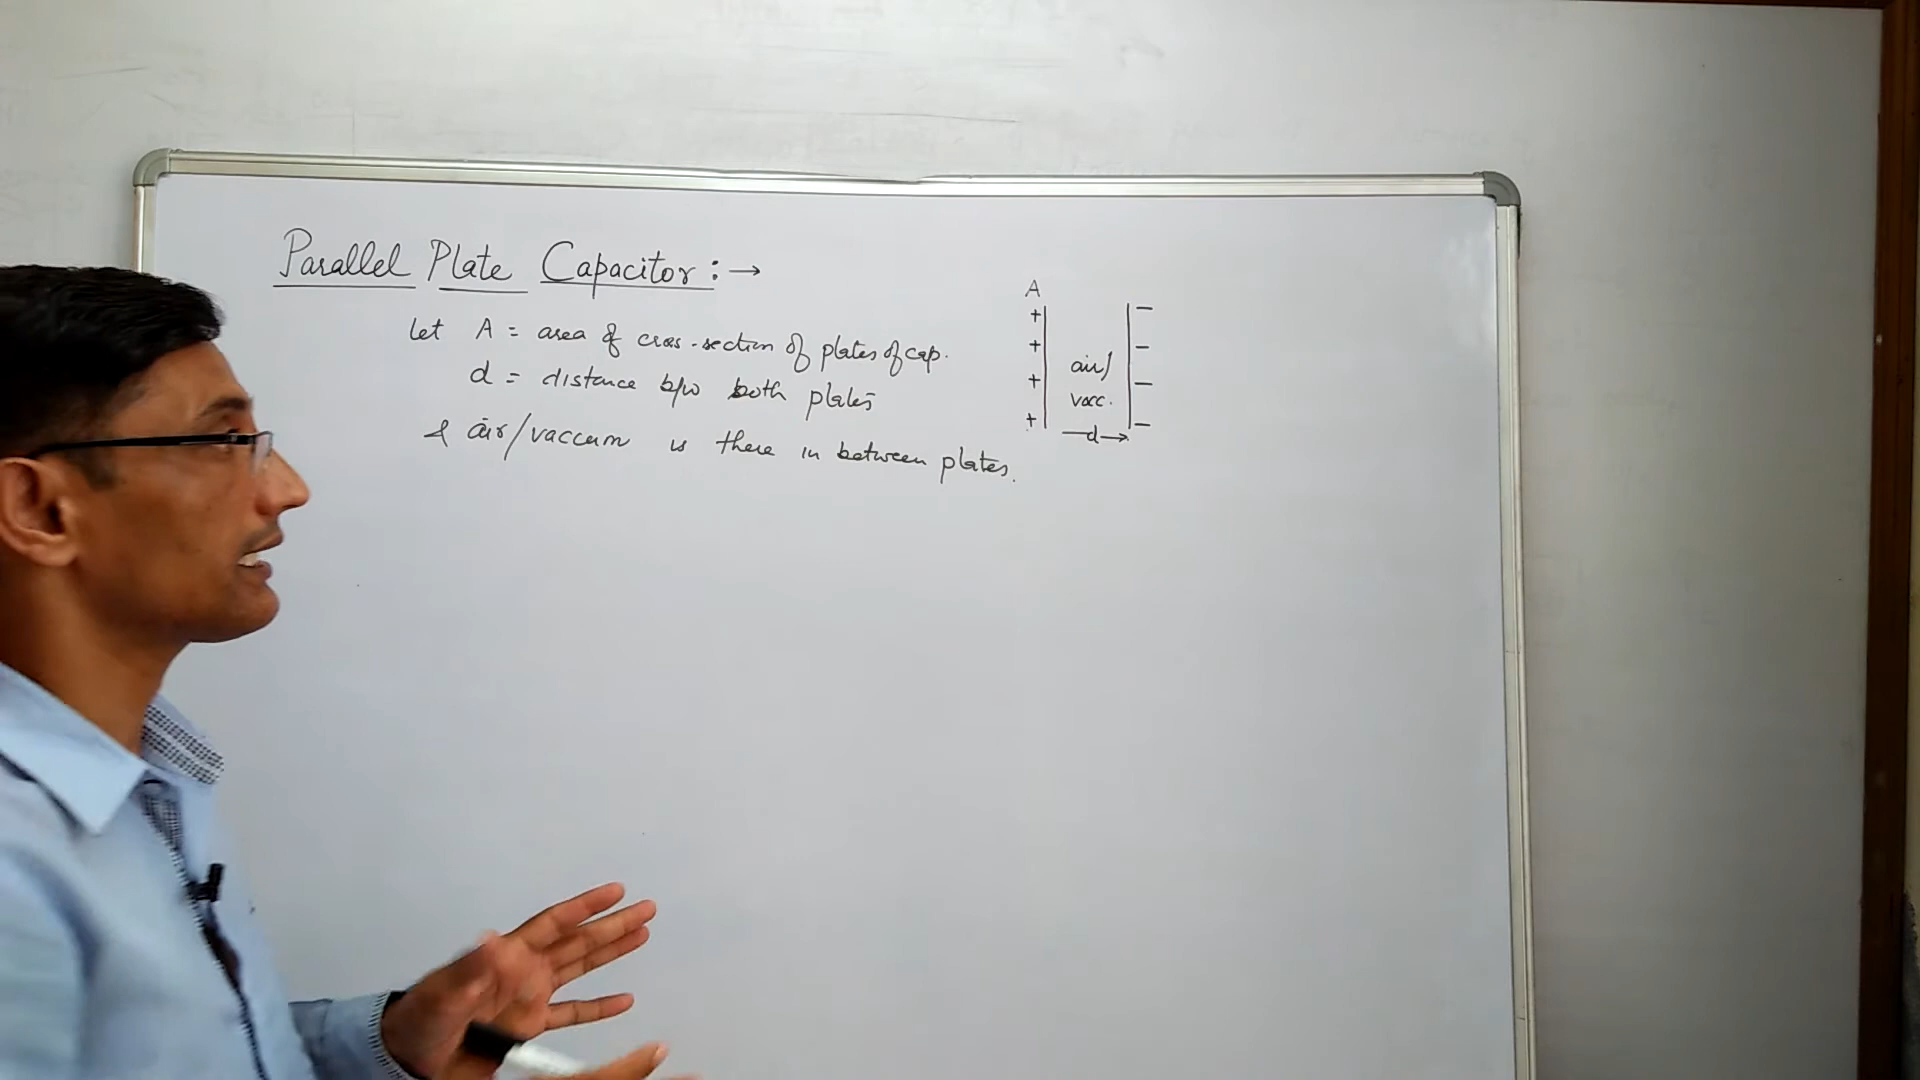 Parallel Plate Capacitor :→
let A = area of cross-section of plates of cap.
d = distance b/w both plates
& air/vaccum is there in between plates.
A
+ −
+ −
air/
+ −
vacc.
+ −
d→